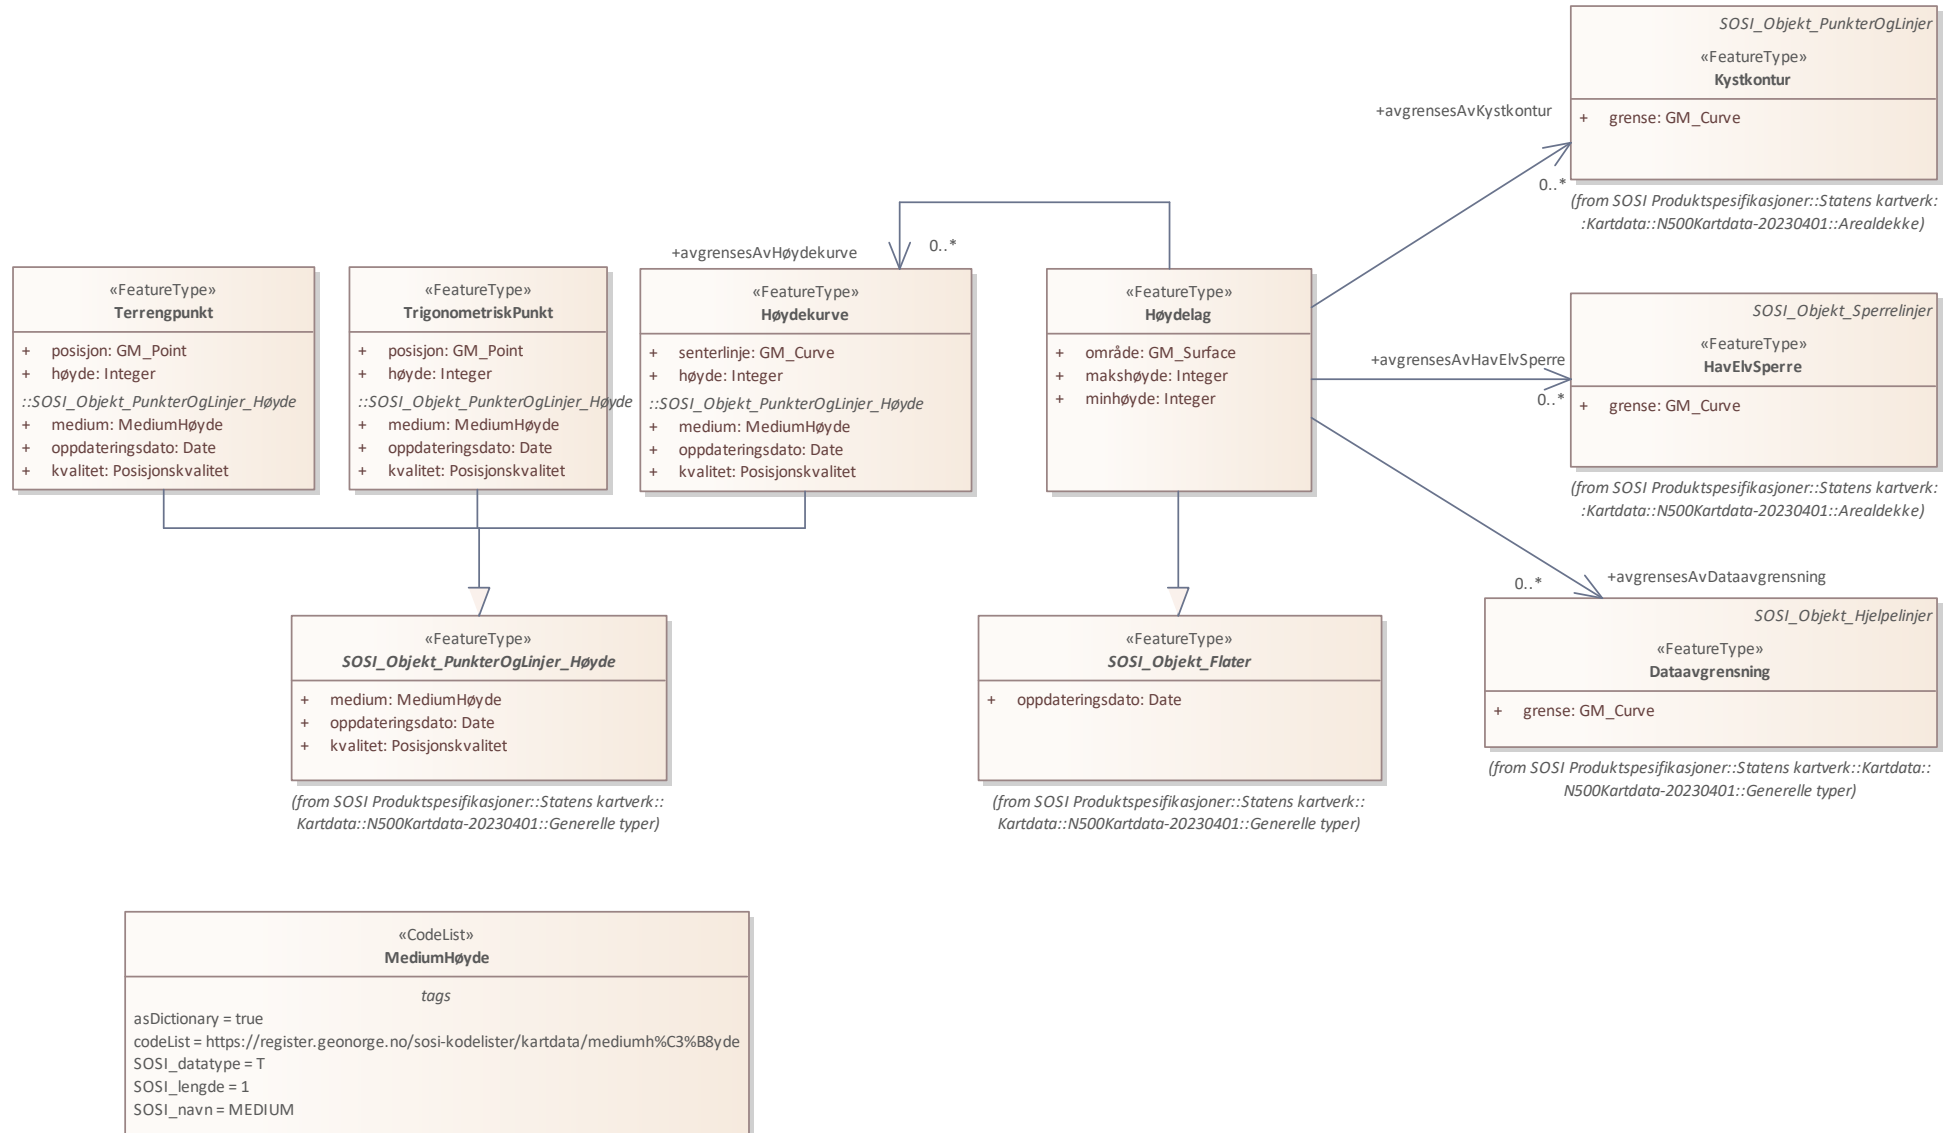 SOSI_Objekt_PunkterOgLinjer
«FeatureType»
Kystkontur
+ grense: GM_Curve
(from SOSI Produktspesifikasjoner::Statens kartverk:
:Kartdata::N500Kartdata-20230401::Arealdekke)
+avgrensesAvKystkontur
0..*
+avgrensesAvHøydekurve
0..*
«FeatureType»
Terrengpunkt
+ posisjon: GM_Point
+ høyde: Integer
::SOSI_Objekt_PunkterOgLinjer_Høyde
+ medium: MediumHøyde
+ oppdateringsdato: Date
+ kvalitet: Posisjonskvalitet
«FeatureType»
TrigonometriskPunkt
+ posisjon: GM_Point
+ høyde: Integer
::SOSI_Objekt_PunkterOgLinjer_Høyde
+ medium: MediumHøyde
+ oppdateringsdato: Date
+ kvalitet: Posisjonskvalitet
«FeatureType»
Høydekurve
+ senterlinje: GM_Curve
+ høyde: Integer
::SOSI_Objekt_PunkterOgLinjer_Høyde
+ medium: MediumHøyde
+ oppdateringsdato: Date
+ kvalitet: Posisjonskvalitet
«FeatureType»
Høydelag
+ område: GM_Surface
+ makshøyde: Integer
+ minhøyde: Integer
+avgrensesAvHavElvSperre
0..*
SOSI_Objekt_Sperrelinjer
«FeatureType»
HavElvSperre
+ grense: GM_Curve
(from SOSI Produktspesifikasjoner::Statens kartverk:
:Kartdata::N500Kartdata-20230401::Arealdekke)
0..*
+avgrensesAvDataavgrensning
SOSI_Objekt_Hjelpelinjer
«FeatureType»
Dataavgrensning
+ grense: GM_Curve
(from SOSI Produktspesifikasjoner::Statens kartverk::Kartdata::
N500Kartdata-20230401::Generelle typer)
«FeatureType»
SOSI_Objekt_PunkterOgLinjer_Høyde
+ medium: MediumHøyde
+ oppdateringsdato: Date
+ kvalitet: Posisjonskvalitet
(from SOSI Produktspesifikasjoner::Statens kartverk::
Kartdata::N500Kartdata-20230401::Generelle typer)
«FeatureType»
SOSI_Objekt_Flater
+ oppdateringsdato: Date
(from SOSI Produktspesifikasjoner::Statens kartverk::
Kartdata::N500Kartdata-20230401::Generelle typer)
«CodeList»
MediumHøyde
tags
asDictionary = true
codeList = https://register.geonorge.no/sosi-kodelister/kartdata/mediumh%C3%B8yde
SOSI_datatype = T
SOSI_lengde = 1
SOSI_navn = MEDIUM